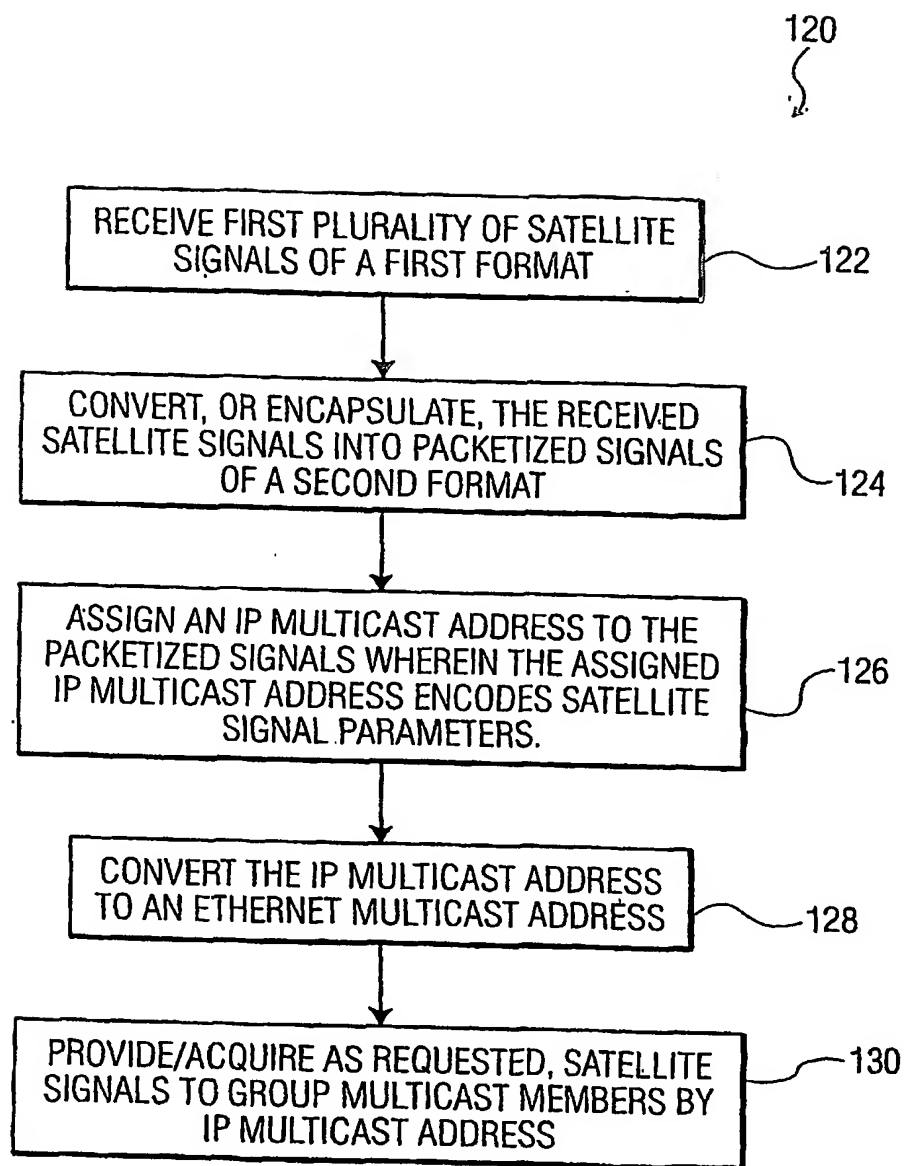 120
RECEIVE FIRST PLURALITY OF SATELLITE
SIGNALS OF A FIRST FORMAT
122
CONVERT, OR ENCAPSULATE, THE RECEIVED
SATELLITE SIGNALS INTO PACKETIZED SIGNALS
OF A SECOND FORMAT
124
ASSIGN AN IP MULTICAST ADDRESS TO THE
PACKETIZED SIGNALS WHEREIN THE ASSIGNED
IP MULTICAST ADDRESS ENCODES SATELLITE
SIGNAL PARAMETERS.
126
CONVERT THE IP MULTICAST ADDRESS
TO AN ETHERNET MULTICAST ADDRESS
128
PROVIDE/ACQUIRE AS REQUESTED, SATELLITE
SIGNALS TO GROUP MULTICAST MEMBERS BY
IP MULTICAST ADDRESS
130